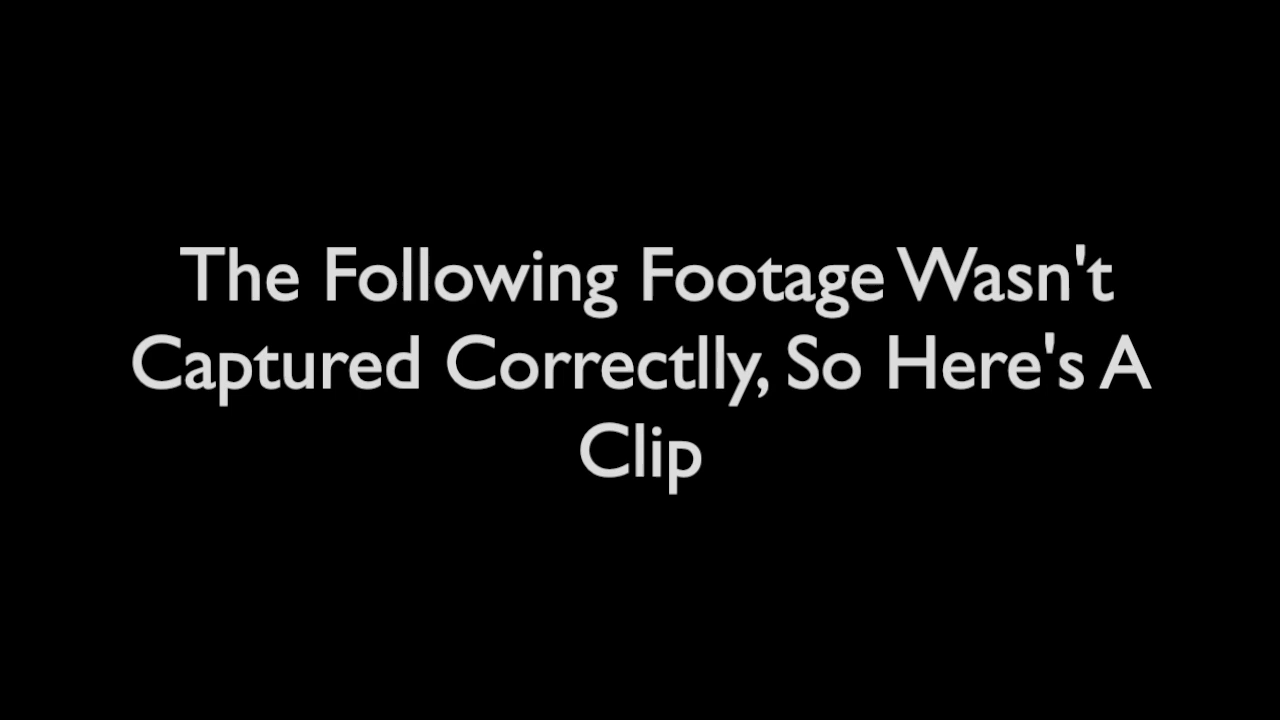 The Following Footage Wasn't
Captured Correctlly, So Here's A
Clip